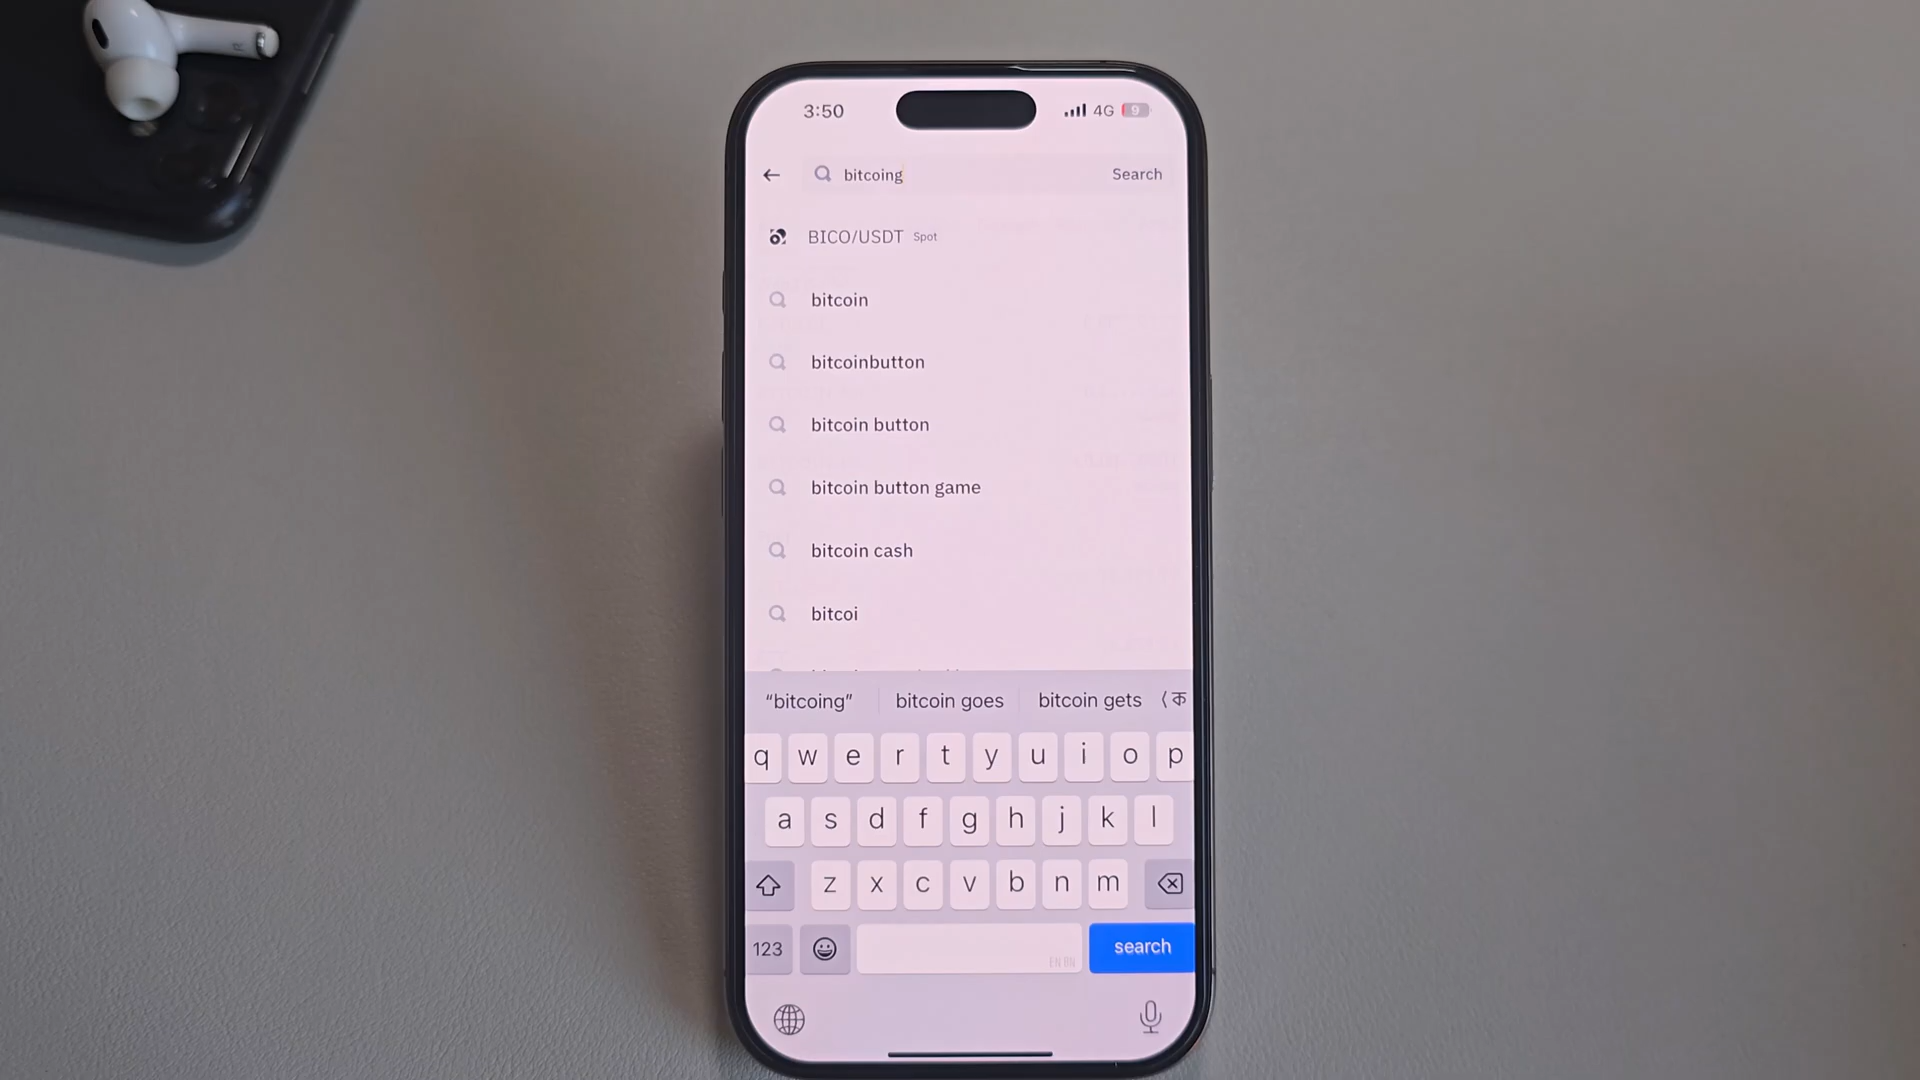 R
3:50 4G 9
bitcoing Search
BICO/USDT Spot
bitcoin
bitcoinbutton
bitcoin button
bitcoin button game
bitcoin cash
bitcoi
“bitcoing” bitcoin goes bitcoin gets क
q w e r t y u i o p
a s d f g h j k l
z x c v b n m
123 EN BN search